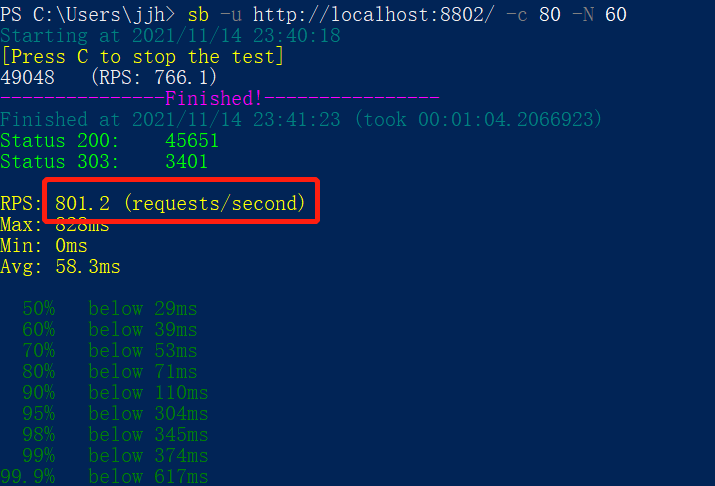 PS C:\Users\jjh> sb -u http://localhost:8802/ -c 80 -N 60
Starting at 2021/11/14 23:40:18
[Press C to stop the test]
49048   (RPS: 766.1)
---------------Finished!----------------
Finished at 2021/11/14 23:41:23 (took 00:01:04.2066923)
Status 200:    45651
Status 303:    3401
RPS: 801.2 (requests/second)
Max: 828ms
Min: 0ms
Avg: 58.3ms
50%   below 29ms
60%   below 39ms
70%   below 53ms
80%   below 71ms
90%   below 110ms
95%   below 304ms
98%   below 345ms
99%   below 374ms
99.9%   below 617ms